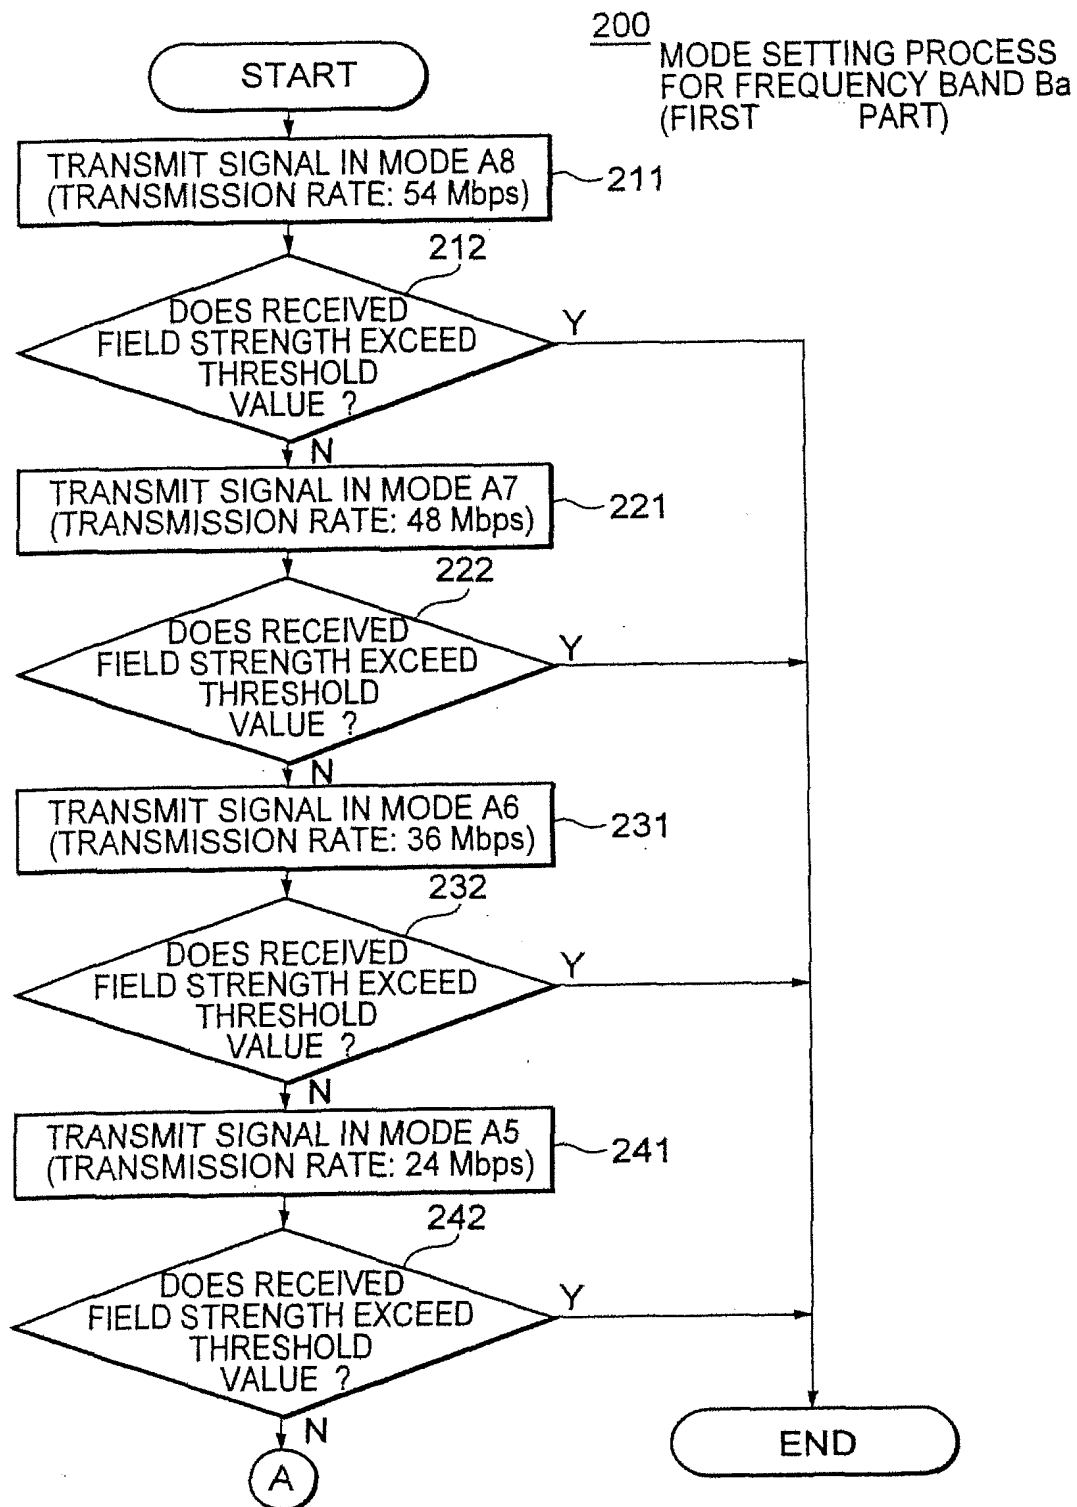 200
MODE SETTING PROCESS
FOR FREQUENCY BAND Ba
(FIRST PART)
START
TRANSMIT SIGNAL IN MODE A8
(TRANSMISSION RATE: 54 Mbps)
211
212
DOES RECEIVED
FIELD STRENGTH EXCEED
THRESHOLD
VALUE ?
Y
N
TRANSMIT SIGNAL IN MODE A7
(TRANSMISSION RATE: 48 Mbps)
221
222
DOES RECEIVED
FIELD STRENGTH EXCEED
THRESHOLD
VALUE ?
Y
N
TRANSMIT SIGNAL IN MODE A6
(TRANSMISSION RATE: 36 Mbps)
231
232
DOES RECEIVED
FIELD STRENGTH EXCEED
THRESHOLD
VALUE ?
Y
N
TRANSMIT SIGNAL IN MODE A5
(TRANSMISSION RATE: 24 Mbps)
241
242
DOES RECEIVED
FIELD STRENGTH EXCEED
THRESHOLD
VALUE ?
Y
N
A
END